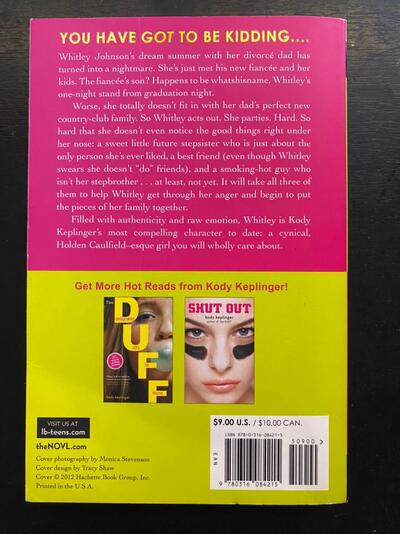 YOU HAVE GOT TO BE KIDDING....
Whitley Johnson's dream summer with her divorcé dad has
turned into a nightmare. She's just met his new fiancée and her
kids. The fiancée's son? Happens to be whatshisname, Whitley's
one-night stand from graduation night.
Worse, she totally doesn't fit in with her dad's perfect new
country-club family. So Whitley acts out. She parties. Hard. So
hard that she doesn't even notice the good things right under
her nose: a sweet little future stepsister who is just about the
only person she's ever liked, a best friend (even though Whitley
swears she doesn't "do" friends), and a smoking-hot guy who
isn't her stepbrother . . . at least, not yet. It will take all three of
them to help Whitley get through her anger and begin to put
the pieces of her family together.
Filled with authenticity and raw emotion, Whitley is Kody
Keplinger's most compelling character to date: a cynical,
Holden Caulfield–esque girl you will wholly care about.
Get More Hot Reads from Kody Keplinger!
The
DUFF
kody keplinger
SHUT OUT
kody keplinger
VISIT US AT
lb-teens.com
theNOVL.com
Cover photography by Monica Stevenson
Cover design by Tracy Shaw
Cover © 2012 Hachette Book Group, Inc.
Printed in the U.S.A.
$9.00 U.S. / $10.00 CAN.
ISBN 978-0-316-08421-5
50900
EAN
9 780316 084215